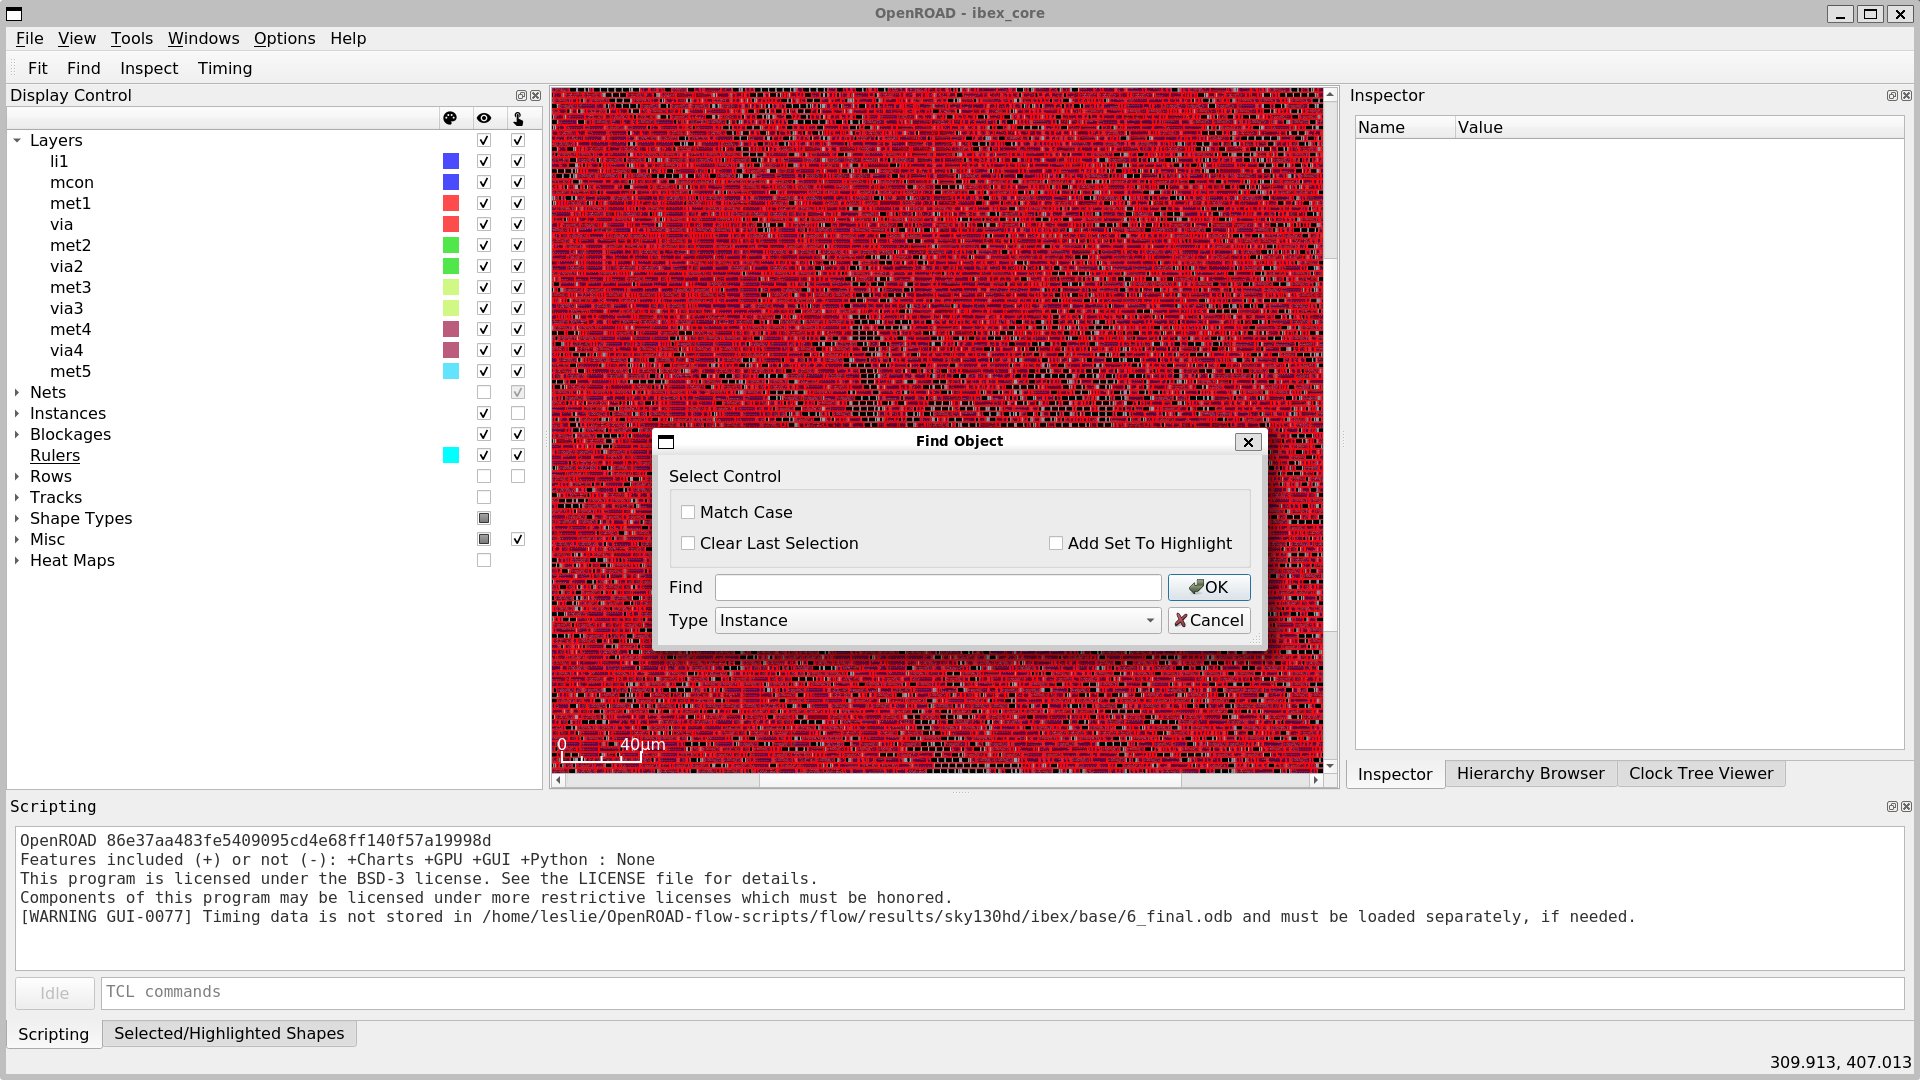 OpenROAD - ibex_core
File View Tools Windows Options Help
Fit Find Inspect Timing
Display Control
Layers
li1
mcon
met1
via
met2
via2
met3
via3
met4
via4
met5
Nets
Instances
Blockages
Rulers
Rows
Tracks
Shape Types
Misc
Heat Maps
0 40μm
Find Object
Select Control
Match Case
Clear Last Selection Add Set To Highlight
Find OK
Type Instance Cancel
Inspector
Name Value
Inspector Hierarchy Browser Clock Tree Viewer
Scripting
OpenROAD 86e37aa483fe5409095cd4e68ff140f57a19998d
Features included (+) or not (-): +Charts +GPU +GUI +Python : None
This program is licensed under the BSD-3 license. See the LICENSE file for details.
Components of this program may be licensed under more restrictive licenses which must be honored.
[WARNING GUI-0077] Timing data is not stored in /home/leslie/OpenROAD-flow-scripts/flow/results/sky130hd/ibex/base/6_final.odb and must be loaded separately, if needed.
Idle TCL commands
Scripting Selected/Highlighted Shapes
309.913, 407.013